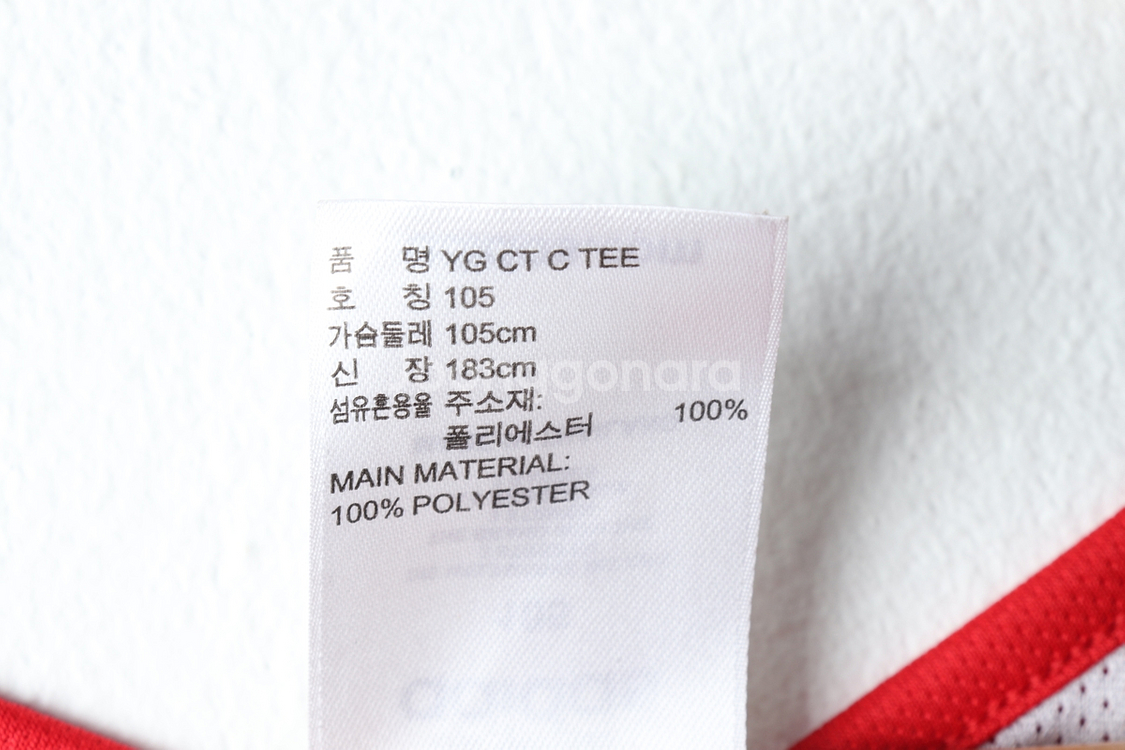 품 명 YG CT C TEE
호 칭 105
가슴둘레 105cm
신 장 183cm
섬유혼용율 주소재:
폴리에스터 100%
MAIN MATERIAL:
100% POLYESTER